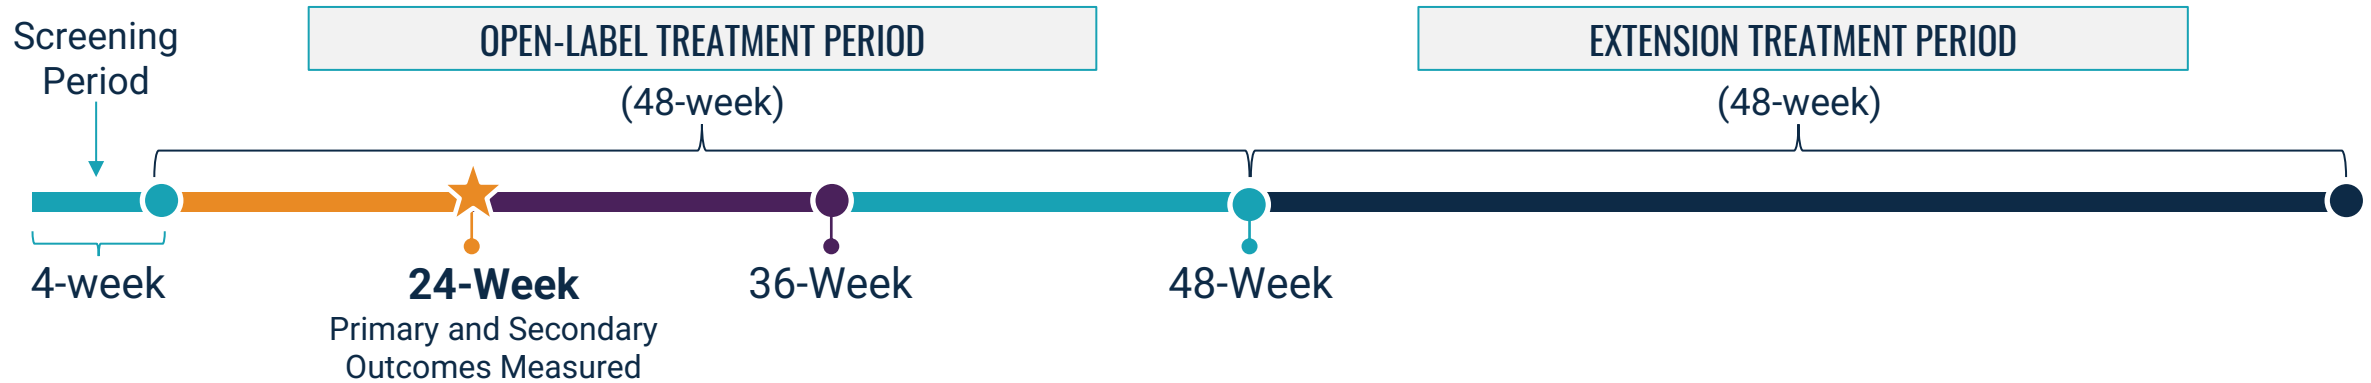 Screening
Period
OPEN-LABEL TREATMENT PERIOD
(48-week)
EXTENSION TREATMENT PERIOD
(48-week)
4-week
24-Week
Primary and Secondary
Outcomes Measured
36-Week
48-Week